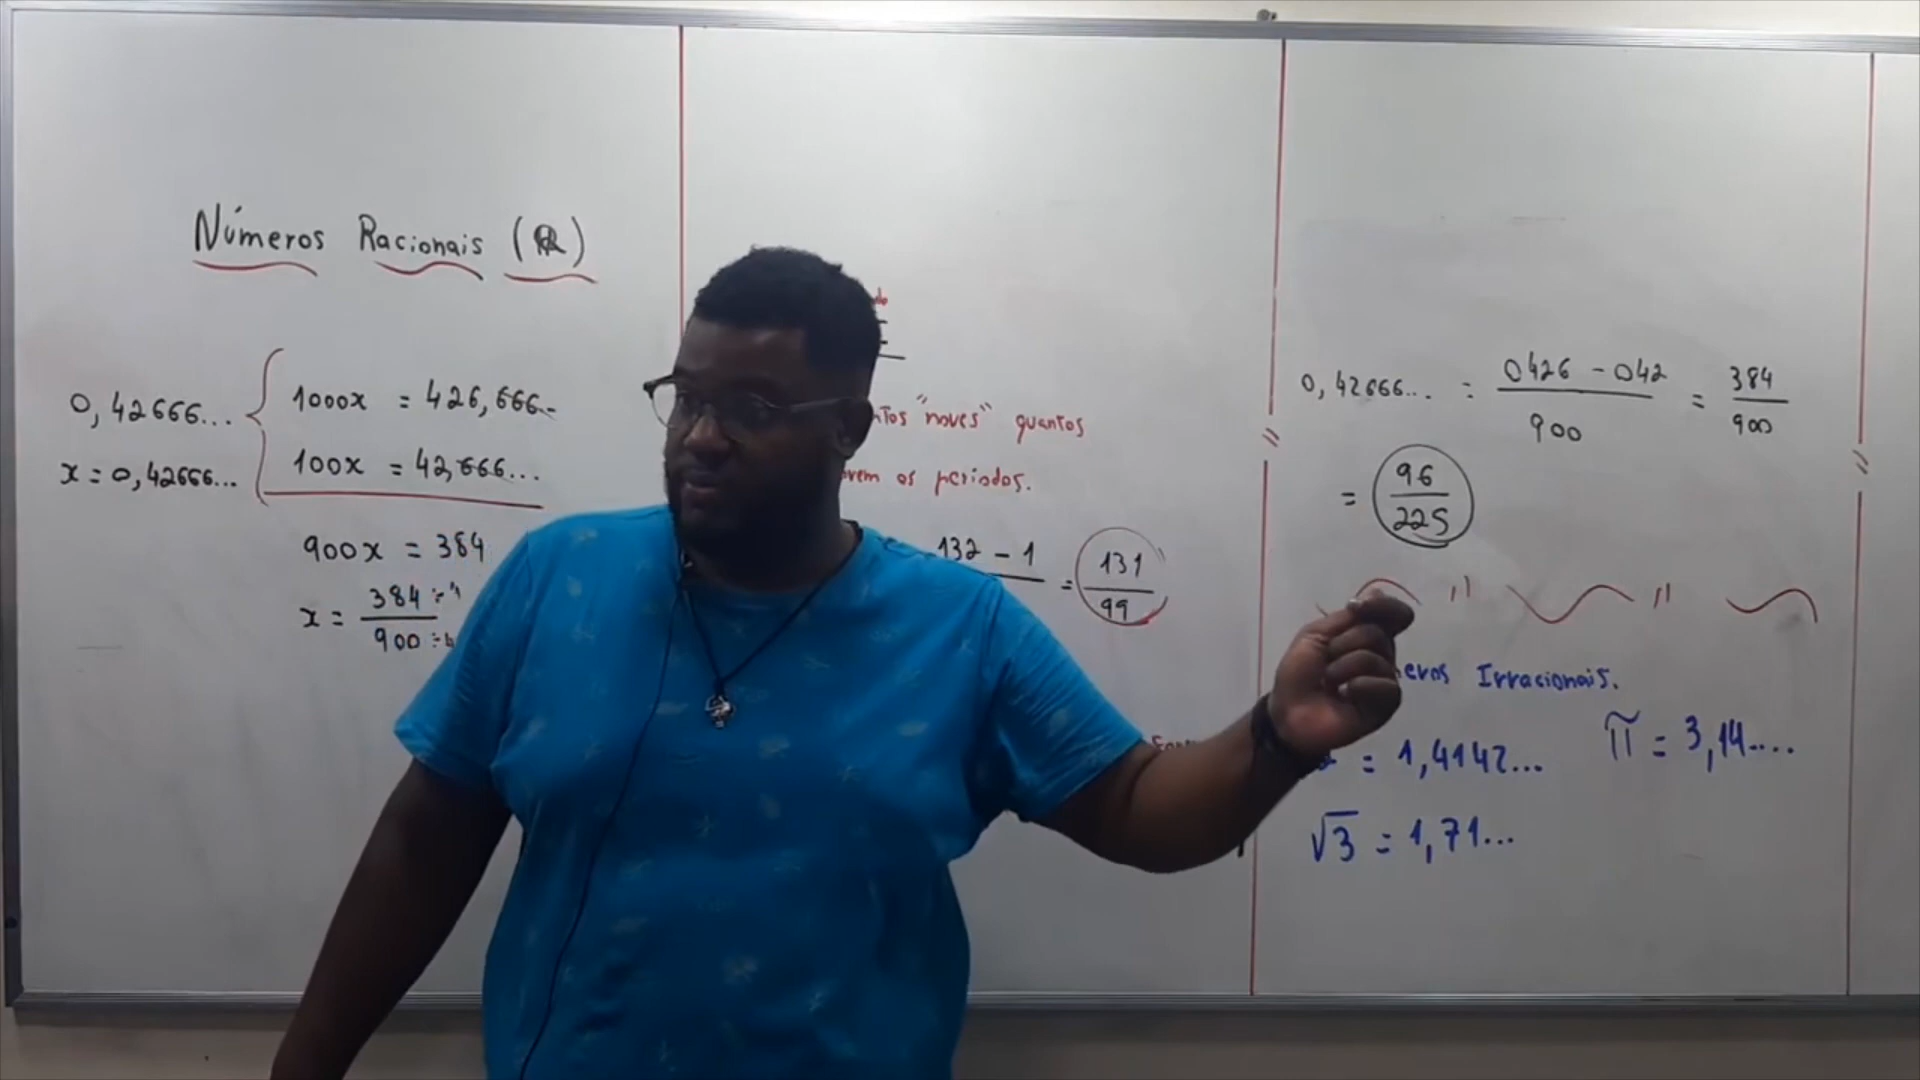 Números Racionais (Q)
0,42666...
x = 0,42666...
1000x = 426,666...
100x = 42,666...
900x = 384
x = 384/900
"noves" quantos
os períodos.
132 - 1
= 131/99
0,42666... = 0426 - 042/900 = 384/900
= 96/225
Irracionais.
= 1,4142...
π = 3,14....
√3 = 1,71...